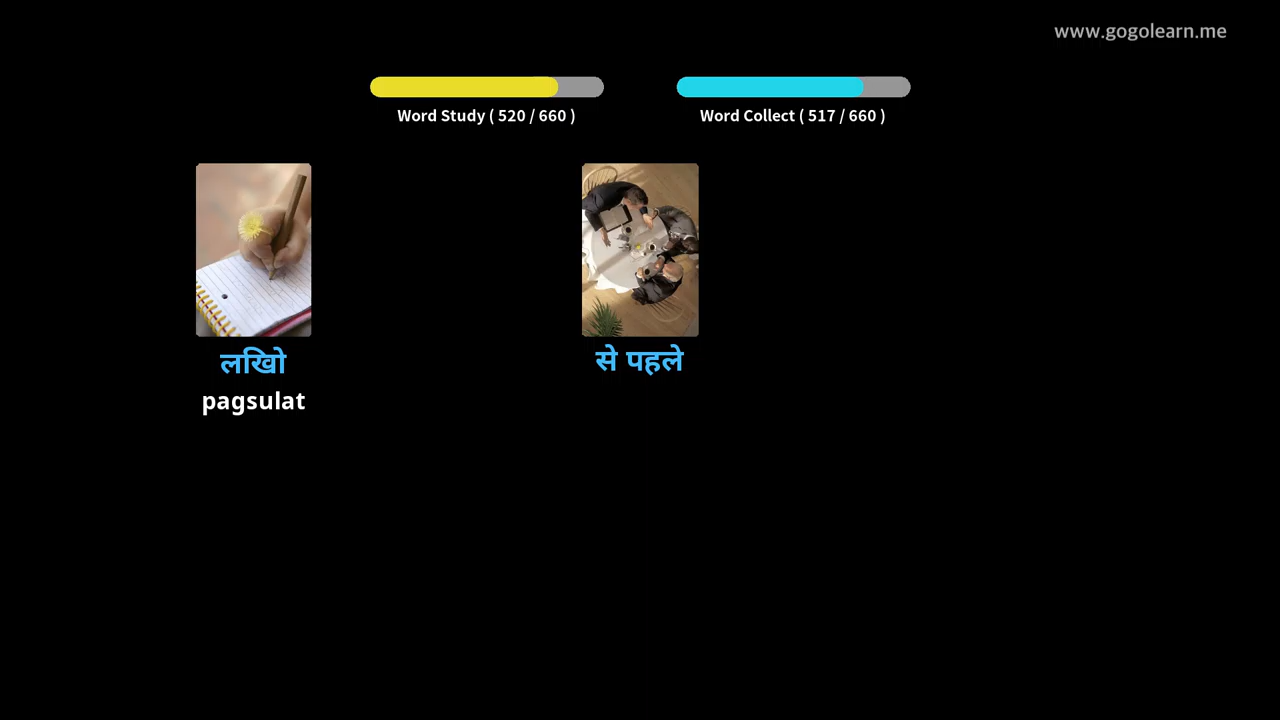 www.gogolearn.me
Word Study ( 520 / 660 )
Word Collect ( 517 / 660 )
लिखो
pagsulat
से पहले